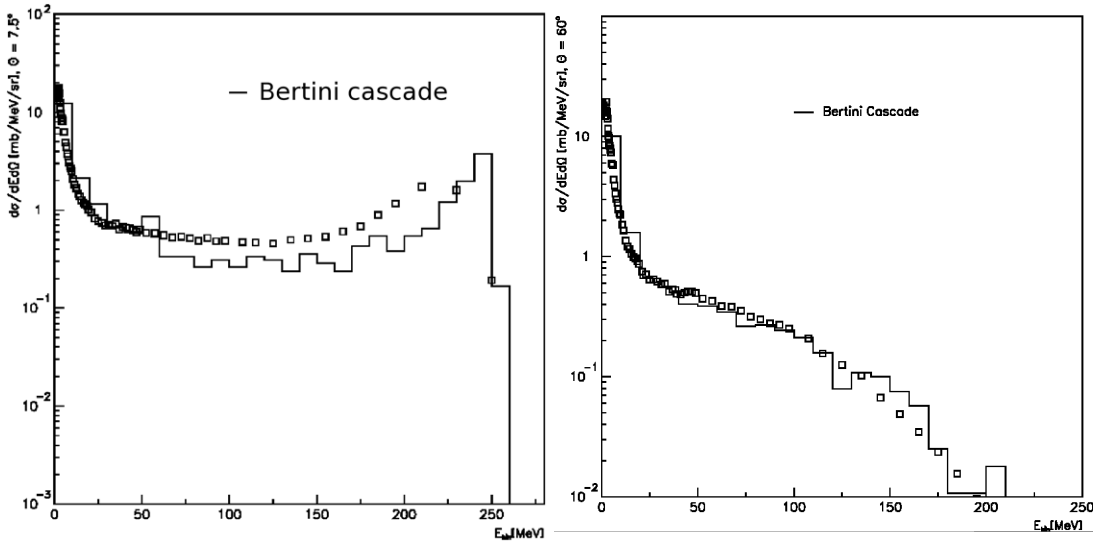 dσ/dEdΩ [mb/MeV/sr], Θ = 7.5°
10²
10
1
10⁻¹
10⁻²
10⁻³
— Bertini cascade
0 50 100 150 200 250
[MeV]
dσ/dEdΩ [mb/MeV/sr], Θ = 60°
10
1
10⁻¹
10⁻²
— Bertini Cascade
0 50 100 150 200 250
[MeV]